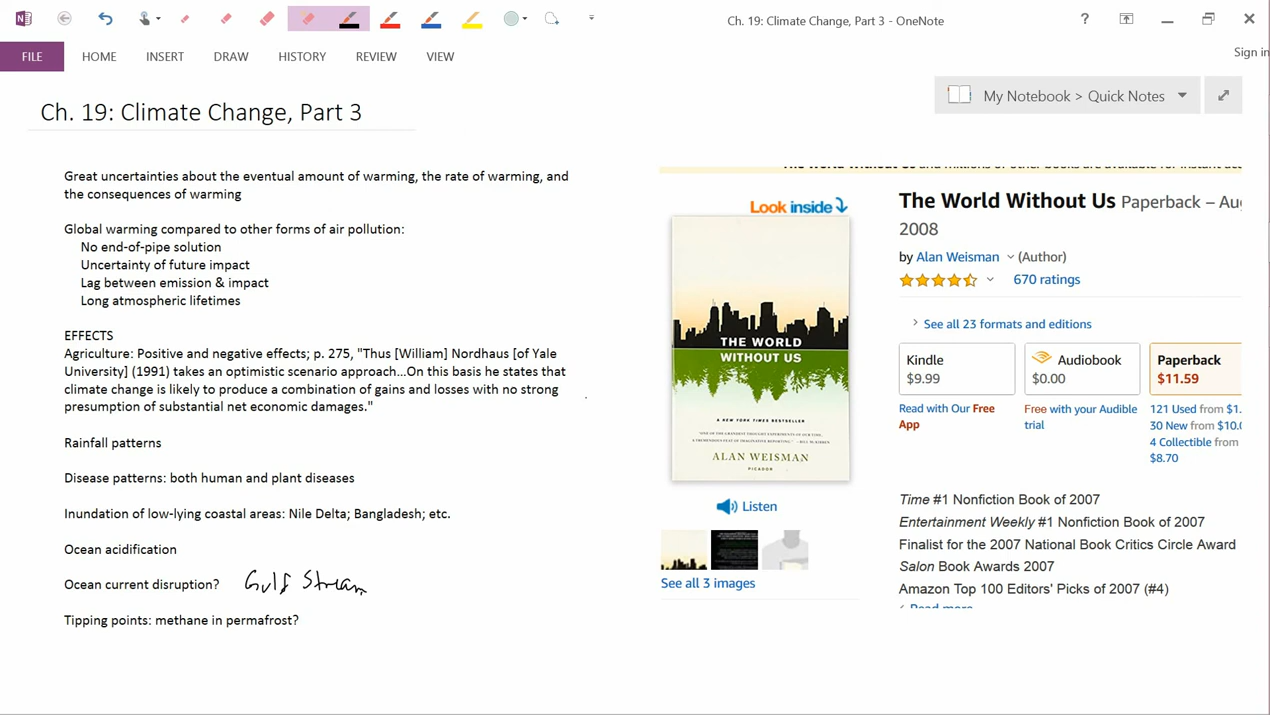 Ch. 19: Climate Change, Part 3 - OneNote
?
Sign in
FILE HOME INSERT DRAW HISTORY REVIEW VIEW
My Notebook > Quick Notes
Ch. 19: Climate Change, Part 3
Great uncertainties about the eventual amount of warming, the rate of warming, and
the consequences of warming
Global warming compared to other forms of air pollution:
No end-of-pipe solution
Uncertainty of future impact
Lag between emission & impact
Long atmospheric lifetimes
EFFECTS
Agriculture: Positive and negative effects; p. 275, "Thus [William] Nordhaus [of Yale
University] (1991) takes an optimistic scenario approach...On this basis he states that
climate change is likely to produce a combination of gains and losses with no strong
presumption of substantial net economic damages."
Rainfall patterns
Disease patterns: both human and plant diseases
Inundation of low-lying coastal areas: Nile Delta; Bangladesh; etc.
Ocean acidification
Ocean current disruption? Gulf Stream
Tipping points: methane in permafrost?
Look inside
THE WORLD
WITHOUT US
A NEW YORK TIMES BESTSELLER
ALAN WEISMAN
PICADOR
Listen
See all 3 images
The World Without Us Paperback – Aug
2008
by Alan Weisman (Author)
670 ratings
See all 23 formats and editions
Kindle
$9.99
Audiobook
$0.00
Paperback
$11.59
Read with Our Free
App
Free with your Audible
trial
121 Used from $1.
30 New from $10.
4 Collectible from
$8.70
Time #1 Nonfiction Book of 2007
Entertainment Weekly #1 Nonfiction Book of 2007
Finalist for the 2007 National Book Critics Circle Award
Salon Book Awards 2007
Amazon Top 100 Editors' Picks of 2007 (#4)
Read more